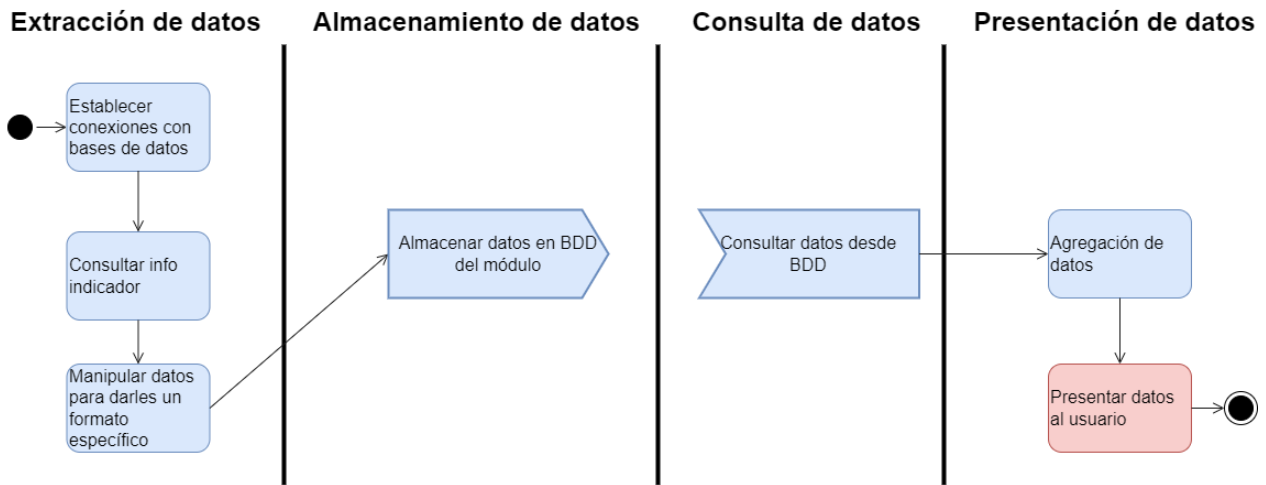 Extracción de datos
Almacenamiento de datos
Consulta de datos
Presentación de datos
Establecer
conexiones con
bases de datos
Consultar info
indicador
Manipular datos
para darles un
formato
específico
Almacenar datos en BDD
del módulo
Consultar datos desde
BDD
Agregación de
datos
Presentar datos
al usuario